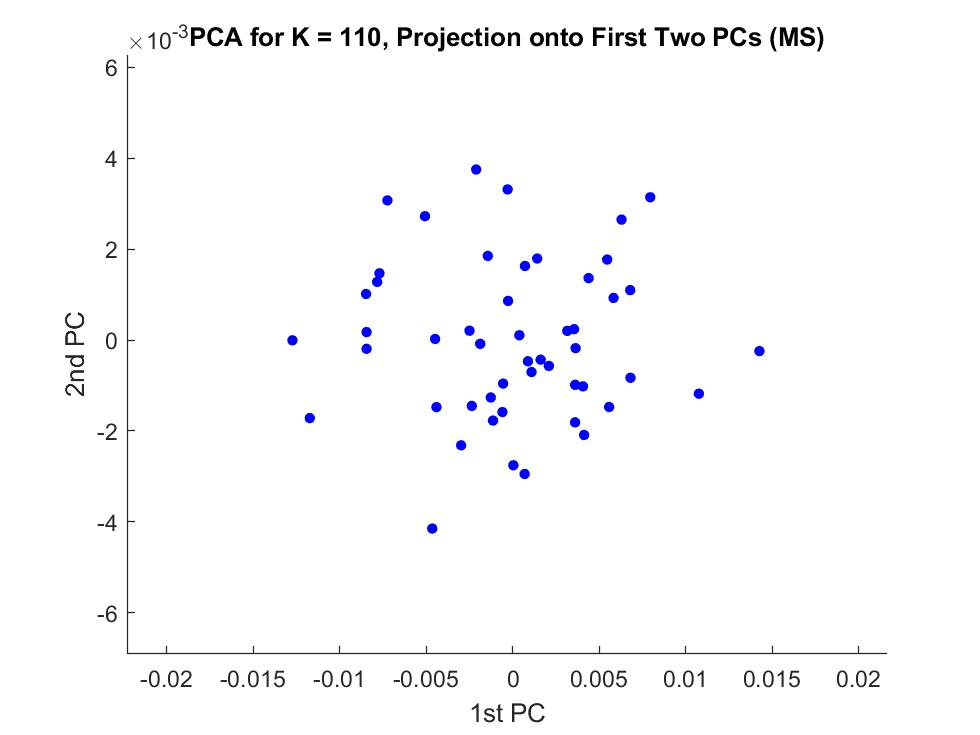 ×10^-3 PCA for K = 110, Projection onto First Two PCs (MS)
6
4
2
0
-2
-4
-6
2nd PC
-0.02 -0.015 -0.01 -0.005 0 0.005 0.01 0.015 0.02
1st PC